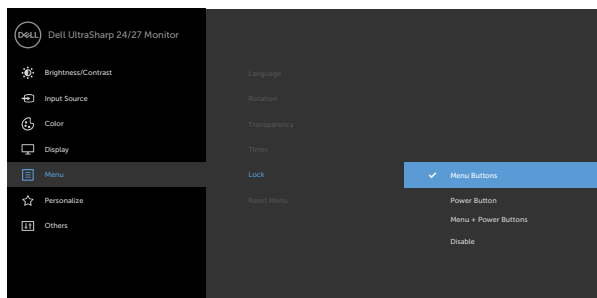 DELL
Dell UltraSharp 24/27 Monitor
Brightness/Contrast
Input Source
Color
Display
Menu
Personalize
Others
Language
Rotation
Transparency
Timer
Lock
Reset Menu
Menu Buttons
Power Button
Menu + Power Buttons
Disable